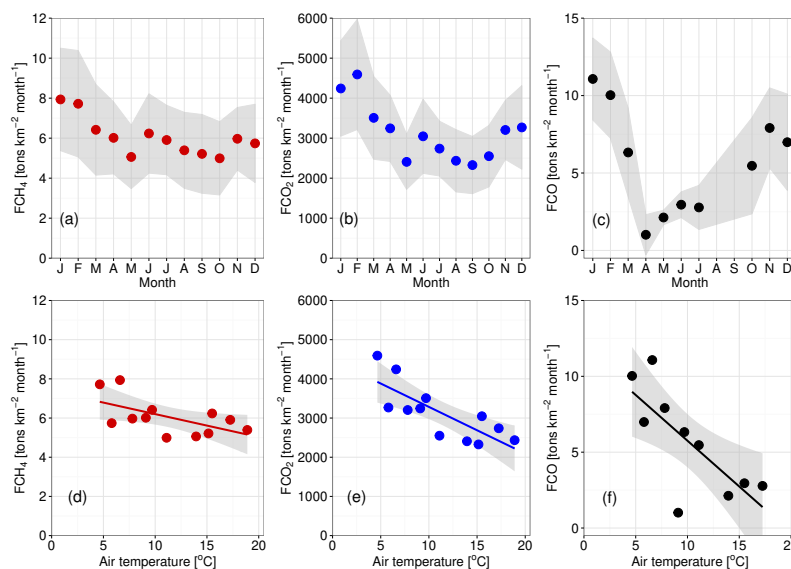 FCH₄ [tons km⁻² month⁻¹]
12
10
8
6
4
2
0
(a)
J F M A M J J A S O N D
Month
FCO₂ [tons km⁻² month⁻¹]
6000
5000
4000
3000
2000
1000
0
(b)
J F M A M J J A S O N D
Month
FCO [tons km⁻² month⁻¹]
15
10
5
0
(c)
J F M A M J J A S O N D
Month
FCH₄ [tons km⁻² month⁻¹]
12
10
8
6
4
2
0
(d)
0 5 10 15 20
Air temperature [°C]
FCO₂ [tons km⁻² month⁻¹]
6000
5000
4000
3000
2000
1000
0
(e)
0 5 10 15 20
Air temperature [°C]
FCO [tons km⁻² month⁻¹]
15
10
5
0
(f)
0 5 10 15 20
Air temperature [°C]